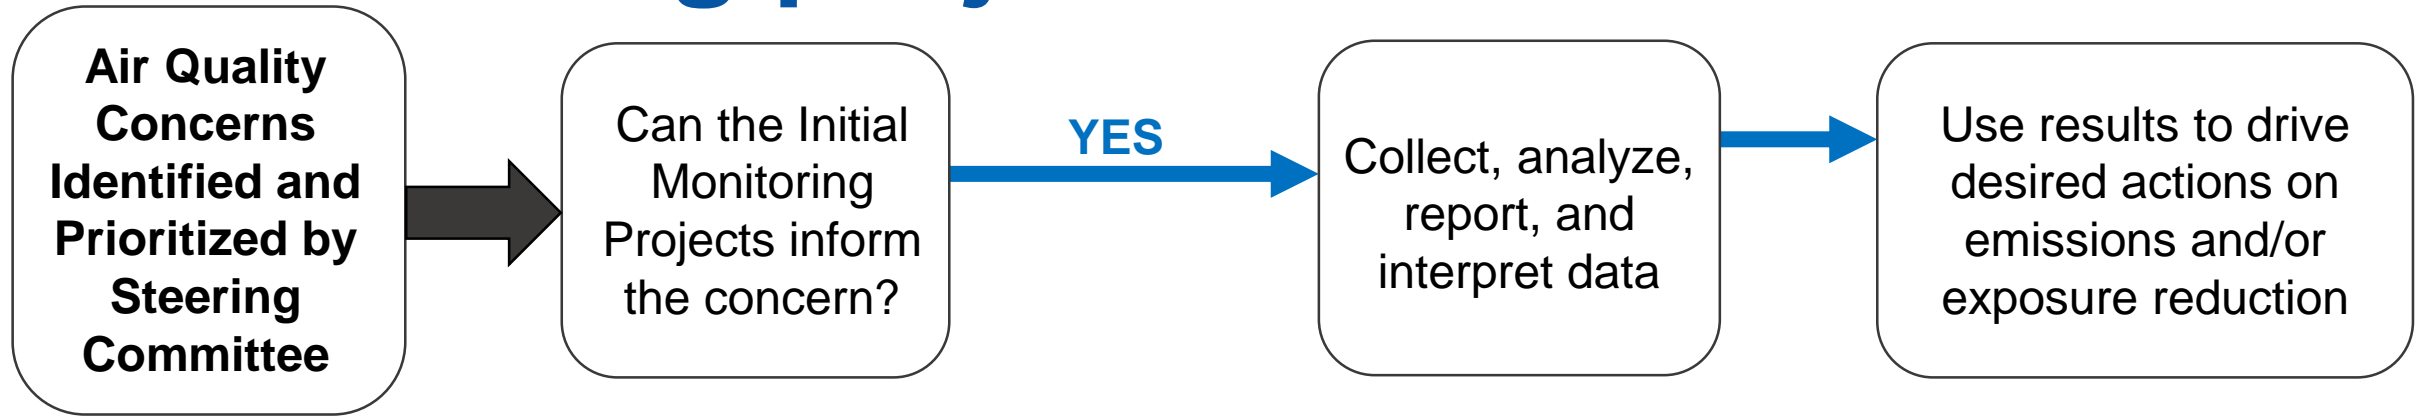 Air Quality
Concerns
Identified and
Prioritized by
Steering
Committee
Can the Initial
Monitoring
Projects inform
the concern?
YES
Collect, analyze,
report, and
interpret data
Use results to drive
desired actions on
emissions and/or
exposure reduction